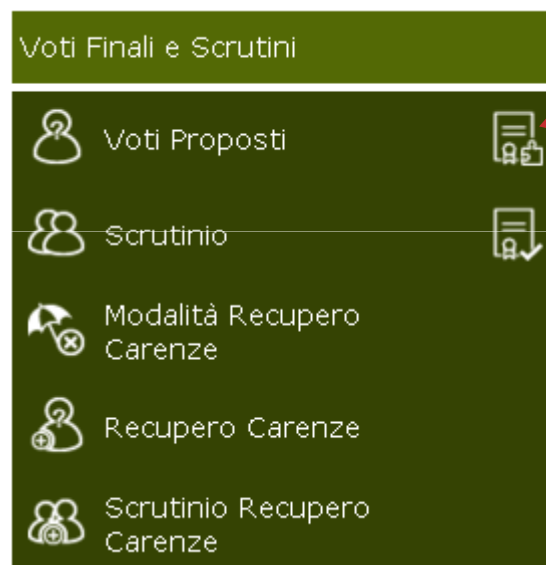 Voti Finali e Scrutini
Voti Proposti
Scrutinio
Modalità Recupero
Carenze
Recupero Carenze
Scrutinio Recupero
Carenze